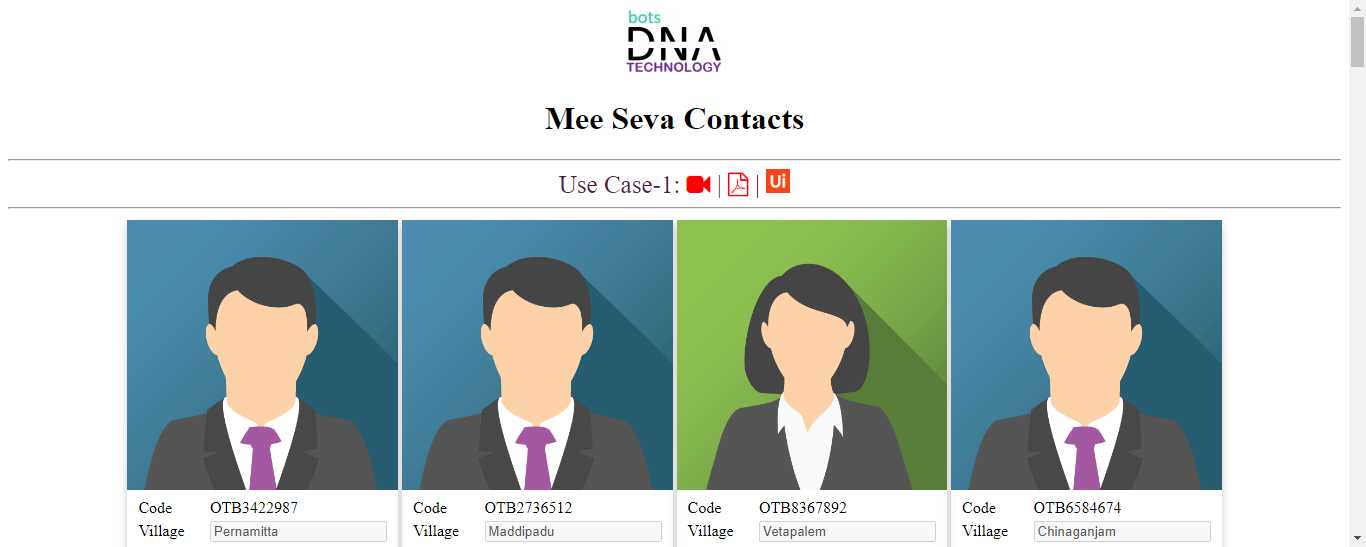 bots
DNA
TECHNOLOGY
Mee Seva Contacts
Use Case-1: | | Ui
Code OTB3422987 Code OTB2736512 Code OTB8367892 Code OTB6584674
Village Pernamitta Village Maddipadu Village Vetapalem Village Chinaganjam